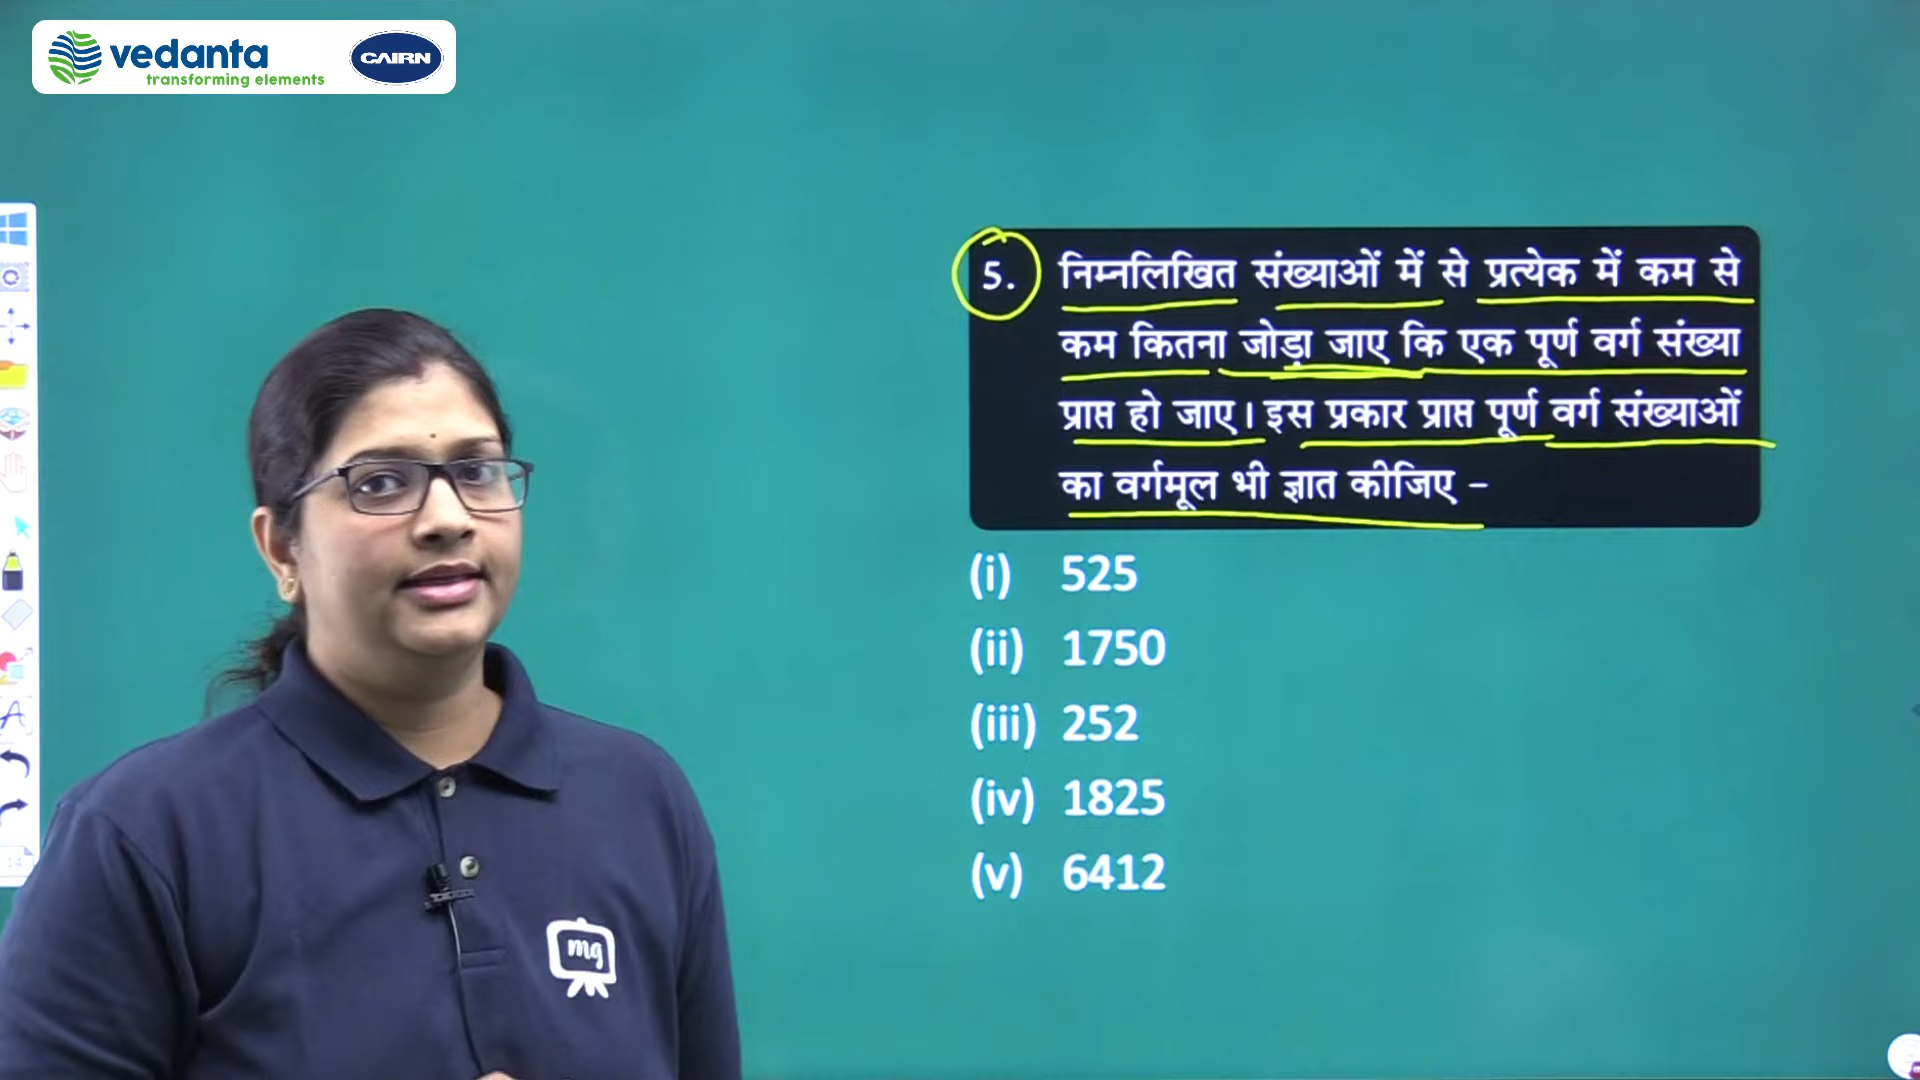 vedanta
transforming elements
CAIRN
5. निम्नलिखित संख्याओं में से प्रत्येक में कम से
कम कितना जोड़ा जाए कि एक पूर्ण वर्ग संख्या
प्राप्त हो जाए। इस प्रकार प्राप्त पूर्ण वर्ग संख्याओं
का वर्गमूल भी ज्ञात कीजिए –
(i) 525
(ii) 1750
(iii) 252
(iv) 1825
(v) 6412
mg